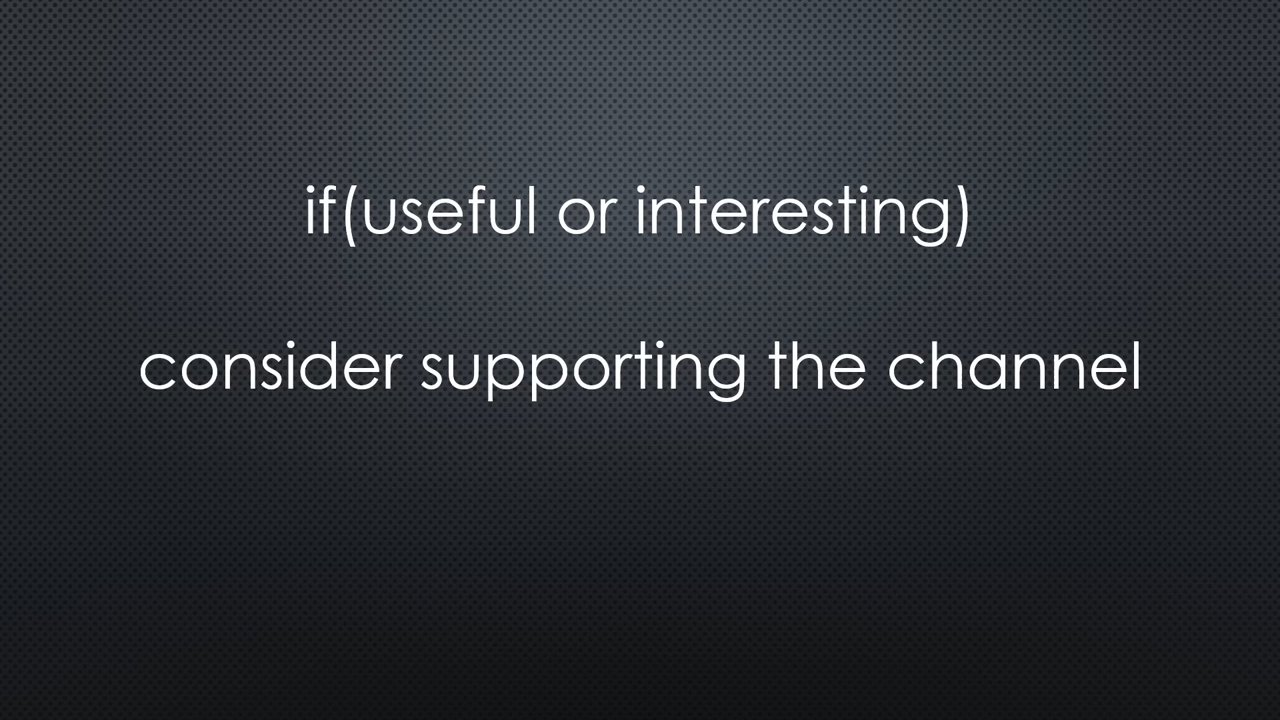 if(useful or interesting)
consider supporting the channel